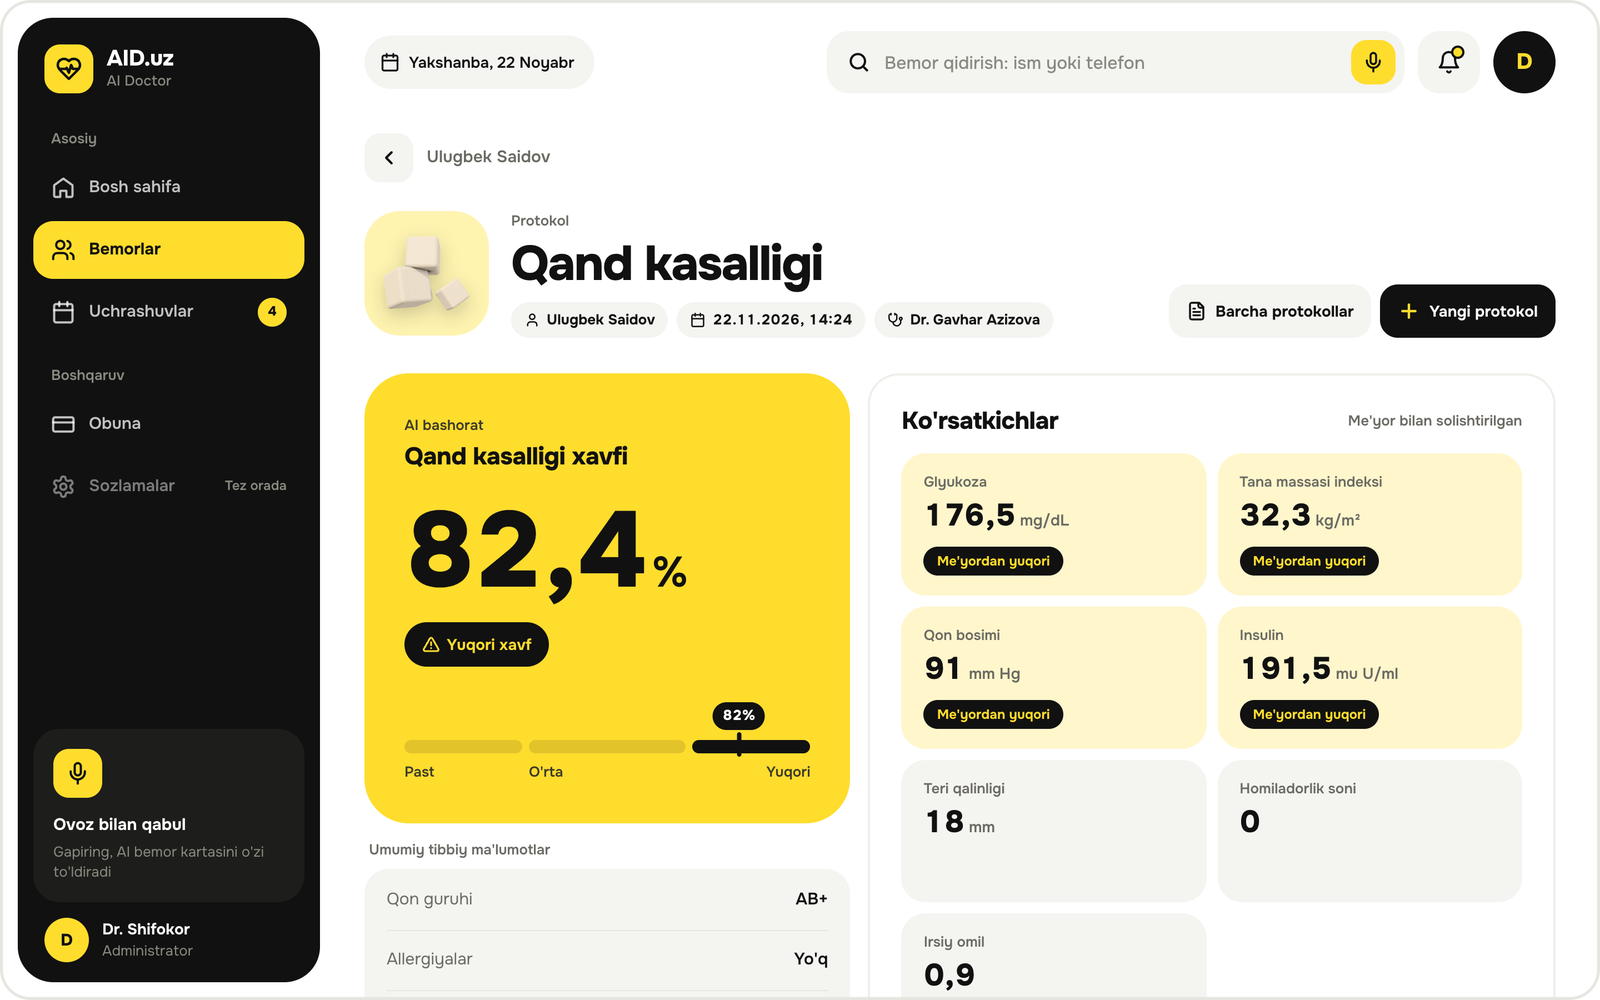 AID.uz
AI Doctor
Asosiy
Bosh sahifa
Bemorlar
Uchrashuvlar 4
Boshqaruv
Obuna
Sozlamalar Tez orada
Ovoz bilan qabul
Gapiring, AI bemor kartasini o'zi
to'ldiradi
D
Dr. Shifokor
Administrator
Yakshanba, 22 Noyabr
Bemor qidirish: ism yoki telefon
D
Ulugbek Saidov
Protokol
Qand kasalligi
Ulugbek Saidov
22.11.2026, 14:24
Dr. Gavhar Azizova
Barcha protokollar
Yangi protokol
AI bashorat
Qand kasalligi xavfi
82,4%
Yuqori xavf
82%
Past O'rta Yuqori
Umumiy tibbiy ma'lumotlar
Qon guruhi AB+
Allergiyalar Yo'q
Ko'rsatkichlar
Me'yor bilan solishtirilgan
Glyukoza
176,5 mg/dL
Me'yordan yuqori
Tana massasi indeksi
32,3 kg/m²
Me'yordan yuqori
Qon bosimi
91 mm Hg
Me'yordan yuqori
Insulin
191,5 mu U/ml
Me'yordan yuqori
Teri qalinligi
18 mm
Homiladorlik soni
0
Irsiy omil
0,9